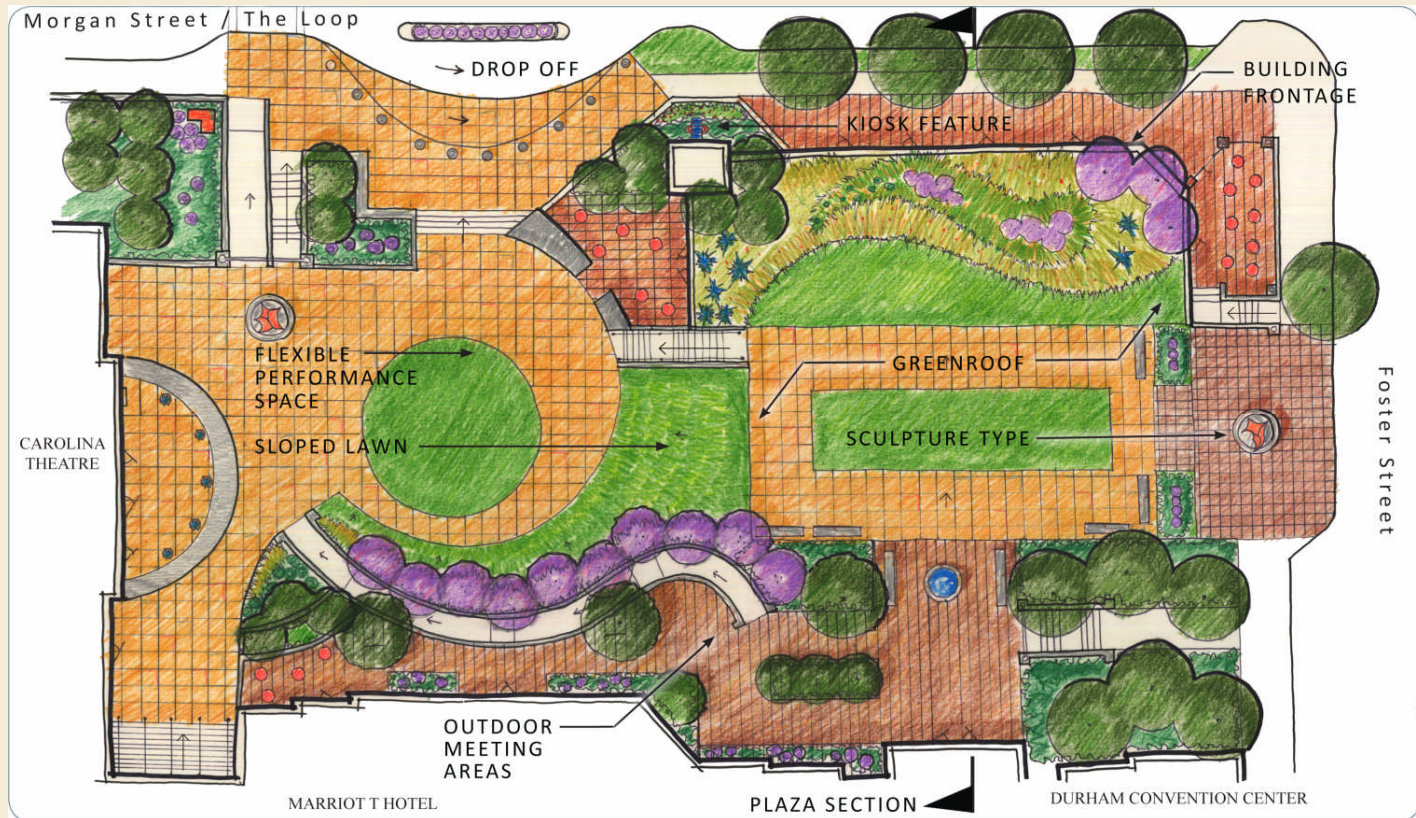 Morgan Street / The Loop
DROP OFF
BUILDING
FRONTAGE
KIOSK FEATURE
FLEXIBLE
PERFORMANCE
SPACE
GREENROOF
SLOPED LAWN
SCULPTURE TYPE
CAROLINA
THEATRE
Foster Street
OUTDOOR
MEETING
AREAS
MARRIOT T HOTEL
PLAZA SECTION
DURHAM CONVENTION CENTER